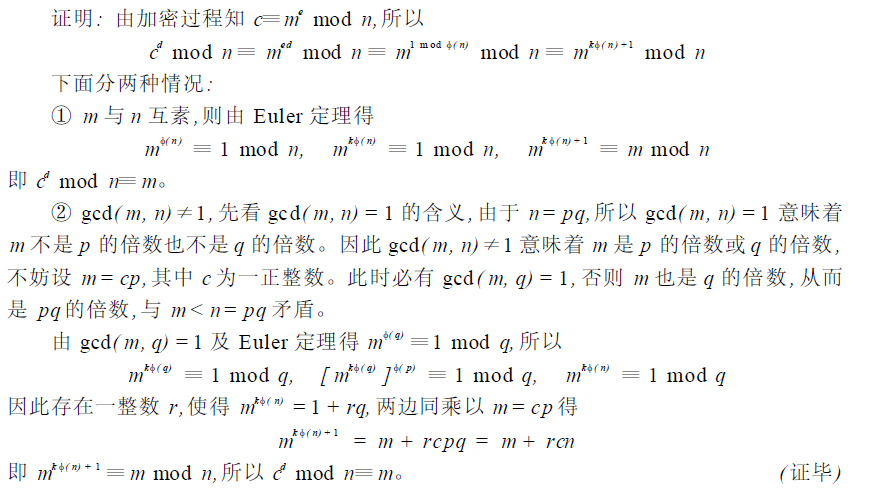 证明: 由加密过程知 c≡mᵉ mod n,所以
cᵈ mod n≡ mᵉᵈ mod n≡ m^{1 mod φ(n)} mod n≡ m^{kφ(n)+1} mod n
下面分两种情况:
① m 与 n 互素,则由 Euler 定理得
m^{φ(n)} ≡ 1 mod n, m^{kφ(n)} ≡ 1 mod n, m^{kφ(n)+1} ≡ m mod n
即 cᵈ mod n≡ m。
② gcd(m, n)≠1,先看 gcd(m, n) = 1 的含义,由于 n= pq,所以 gcd(m, n) = 1 意味着
m 不是 p 的倍数也不是 q 的倍数。因此 gcd(m, n)≠1 意味着 m 是 p 的倍数或 q 的倍数,
不妨设 m= cp,其中 c 为一正整数。此时必有 gcd(m, q) = 1,否则 m 也是 q 的倍数,从而
是 pq 的倍数,与 m< n= pq 矛盾。
由 gcd(m, q) = 1 及 Euler 定理得 m^{φ(q)} ≡1 mod q,所以
m^{kφ(q)} ≡ 1 mod q, [m^{kφ(q)}]^{φ(p)} ≡ 1 mod q, m^{kφ(n)} ≡ 1 mod q
因此存在一整数 r,使得 m^{kφ(n)} = 1 + rq,两边同乘以 m= cp 得
m^{kφ(n)+1} = m + rcpq = m + rcn
即 m^{kφ(n)+1} ≡ m mod n,所以 cᵈ mod n≡ m。 (证毕)